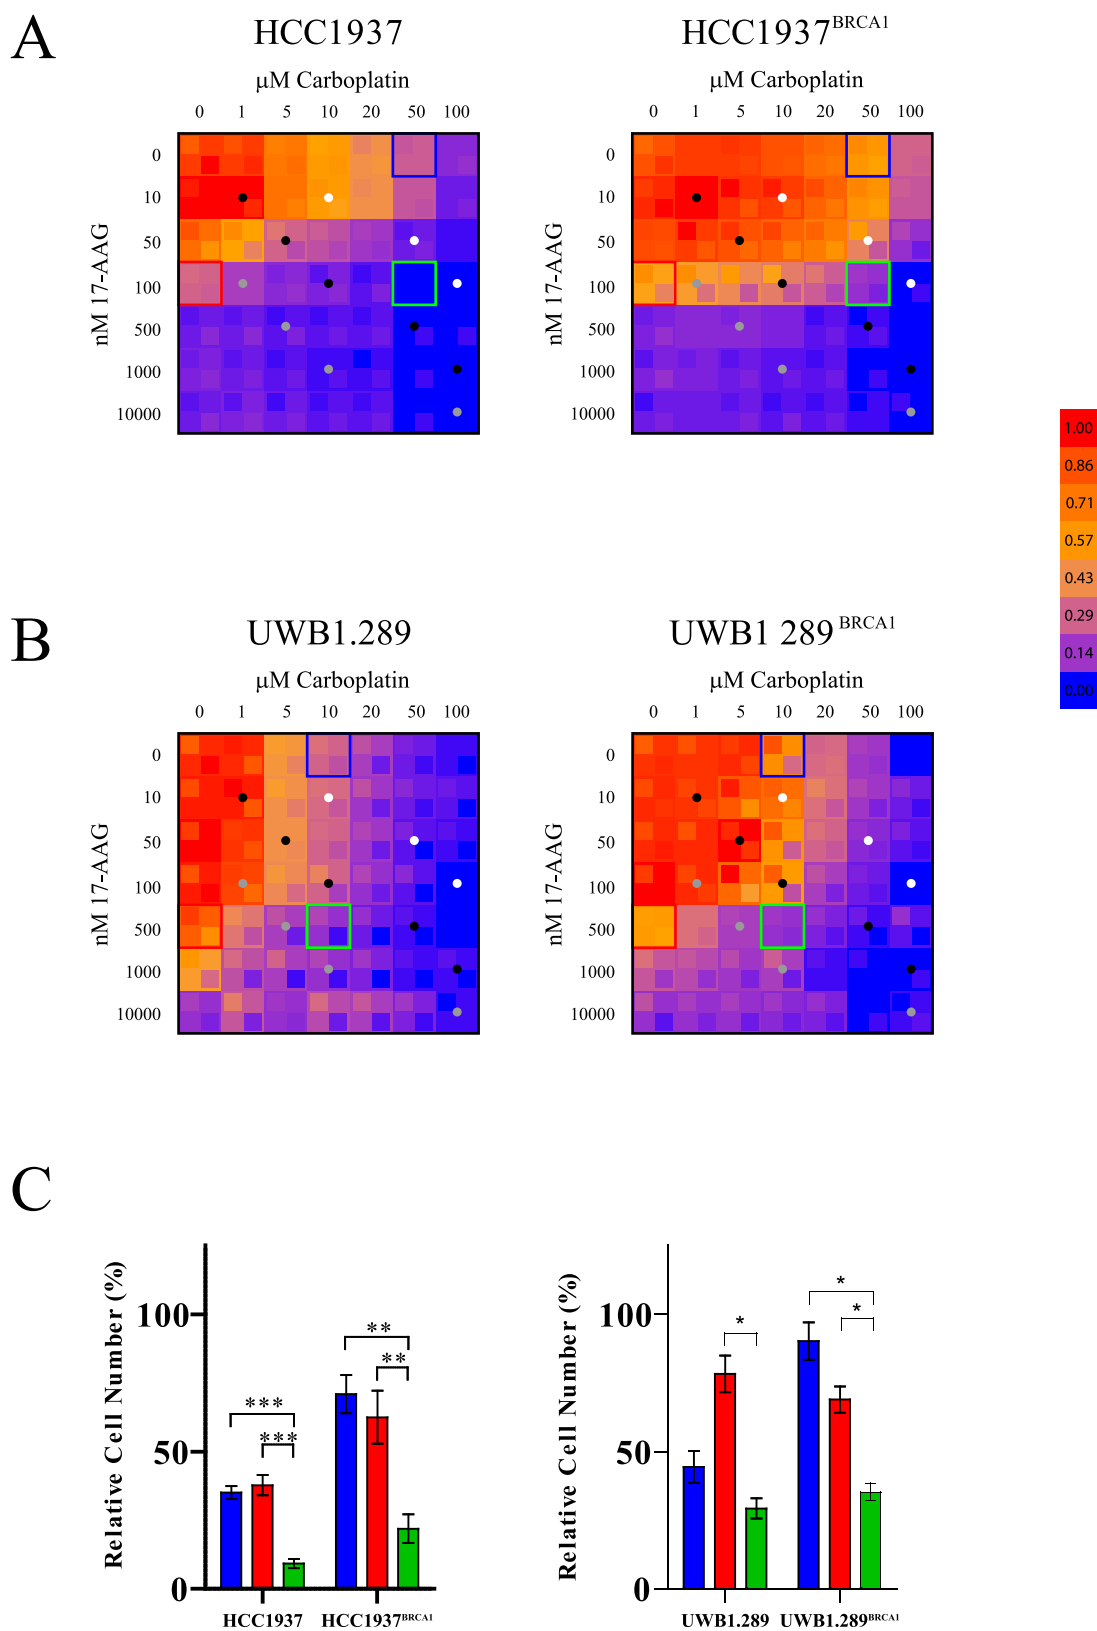 A
HCC1937
HCC1937BRCA1
μM Carboplatin
μM Carboplatin
0 1 5 10 20 50 100
0 1 5 10 20 50 100
nM 17-AAG
0
10
50
100
500
1000
10000
nM 17-AAG
0
10
50
100
500
1000
10000
1.00
0.86
0.71
0.57
0.43
0.29
0.14
0.00
B
UWB1.289
UWB1 289BRCA1
μM Carboplatin
μM Carboplatin
0 1 5 10 20 50 100
0 1 5 10 20 50 100
nM 17-AAG
0
10
50
100
500
1000
10000
nM 17-AAG
0
10
50
100
500
1000
10000
C
Relative Cell Number (%)
100
50
0
***
***
**
**
HCC1937 HCC1937BRCA1
Relative Cell Number (%)
100
50
0
*
*
*
UWB1.289 UWB1.289BRCA1